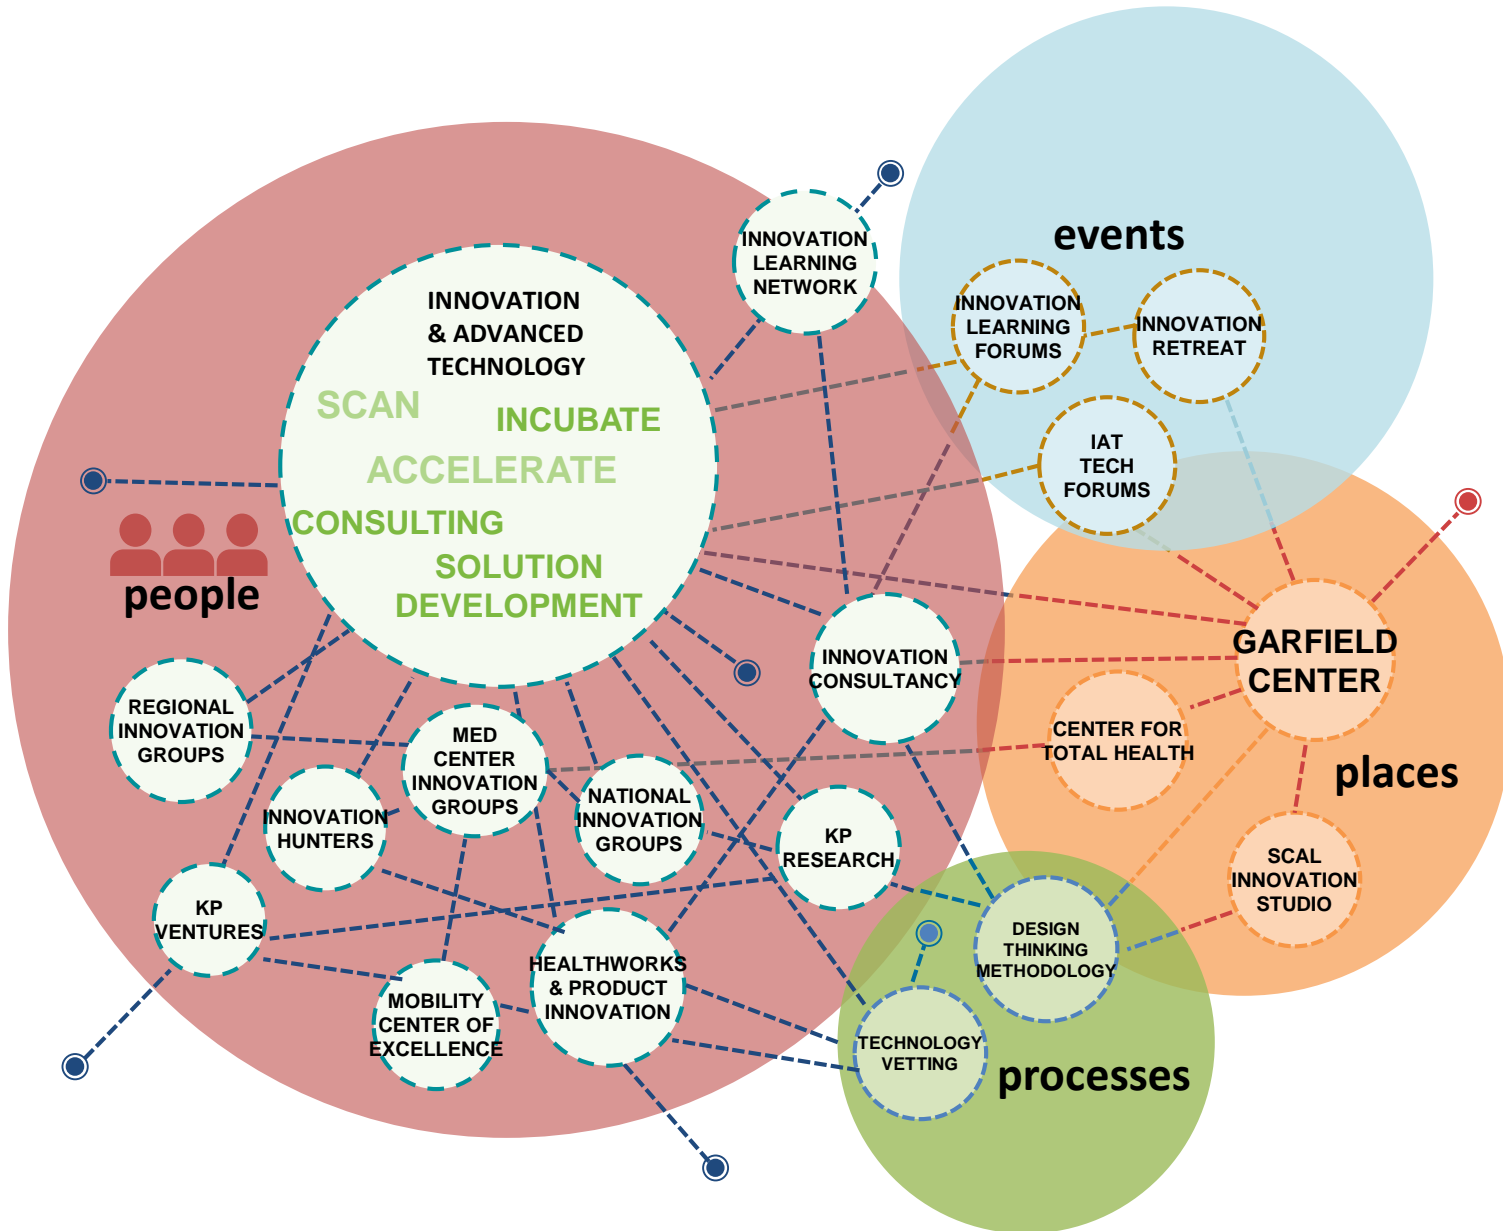 events
INNOVATION
LEARNING
NETWORK
INNOVATION
& ADVANCED
TECHNOLOGY
SCAN
INCUBATE
ACCELERATE
CONSULTING
SOLUTION
DEVELOPMENT
INNOVATION
LEARNING
FORUMS
INNOVATION
RETREAT
IAT
TECH
FORUMS
people
REGIONAL
INNOVATION
GROUPS
MED
CENTER
INNOVATION
GROUPS
INNOVATION
CONSULTANCY
GARFIELD
CENTER
CENTER FOR
TOTAL HEALTH
places
INNOVATION
HUNTERS
NATIONAL
INNOVATION
GROUPS
KP
RESEARCH
SCAL
INNOVATION
STUDIO
KP
VENTURES
MOBILITY
CENTER OF
EXCELLENCE
HEALTHWORKS
& PRODUCT
INNOVATION
DESIGN
THINKING
METHODOLOGY
TECHNOLOGY
VETTING
processes